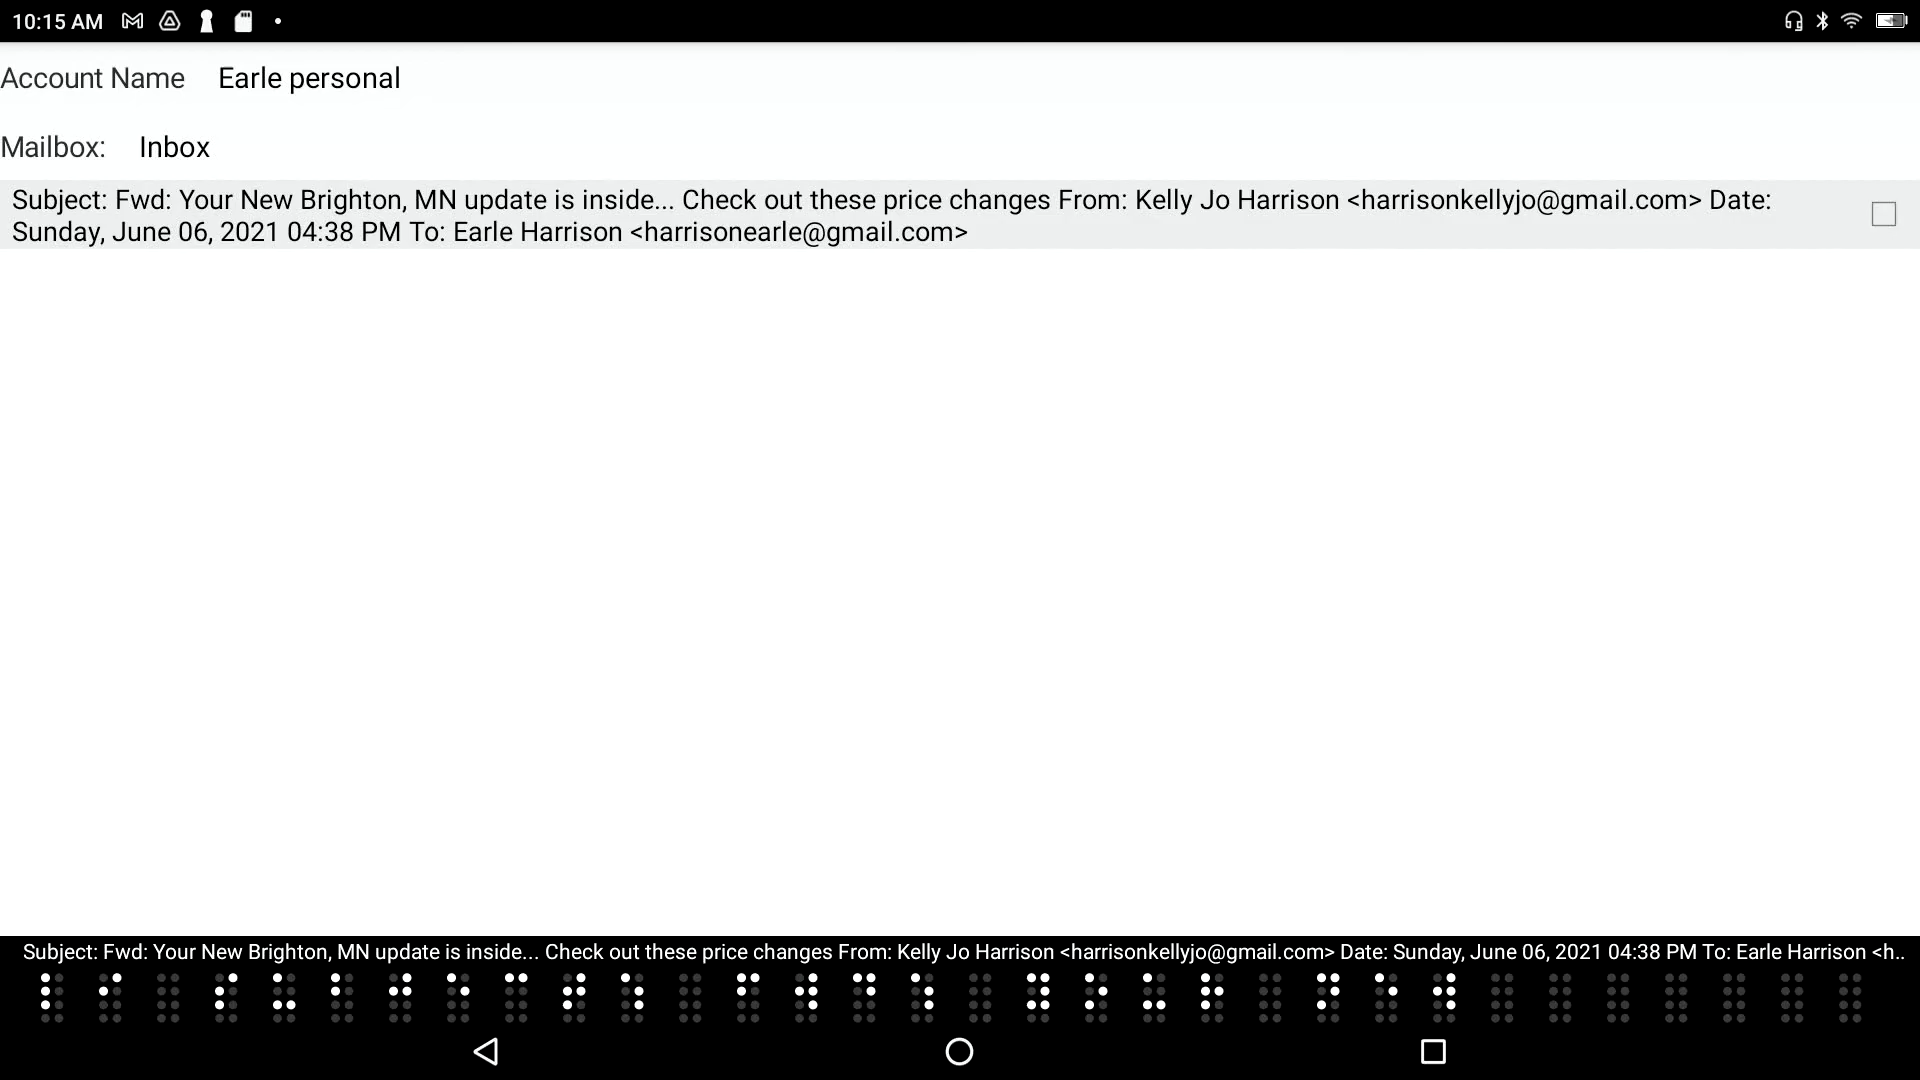 10:15 AM
Account Name Earle personal
Mailbox: Inbox
Subject: Fwd: Your New Brighton, MN update is inside... Check out these price changes From: Kelly Jo Harrison <harrisonkellyjo@gmail.com> Date:
Sunday, June 06, 2021 04:38 PM To: Earle Harrison <harrisonearle@gmail.com>
Subject: Fwd: Your New Brighton, MN update is inside... Check out these price changes From: Kelly Jo Harrison <harrisonkellyjo@gmail.com> Date: Sunday, June 06, 2021 04:38 PM To: Earle Harrison <h..